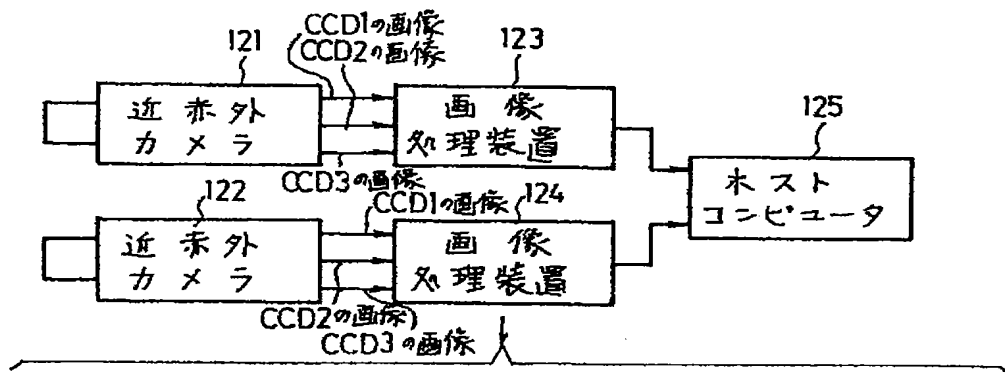 CCD1の画像
CCD2の画像
121
123
近赤外
カメラ
画像
処理装置
125
CCD3の画像
ホスト
コンピュータ
122
CCD1の画像
124
近赤外
カメラ
画像
処理装置
CCD2の画像
CCD3の画像